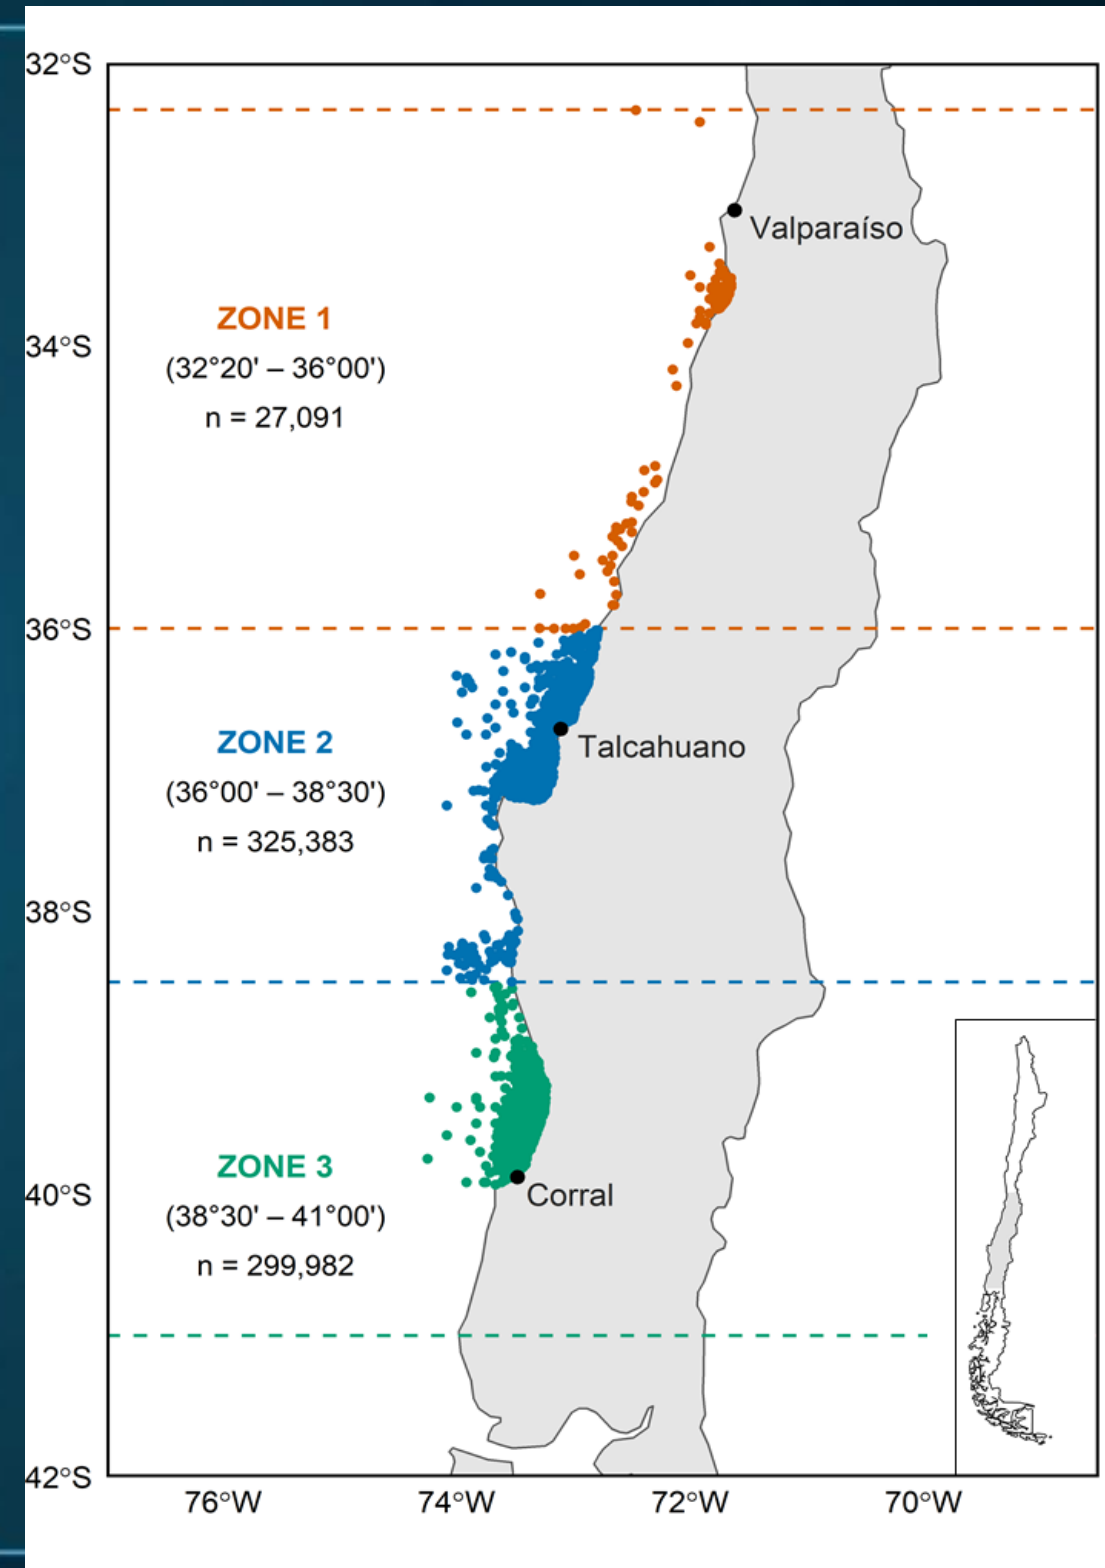 32°S
Valparaíso
ZONE 1
34°S
(32°20' – 36°00')
n = 27,091
36°S
ZONE 2
Talcahuano
(36°00' – 38°30')
n = 325,383
38°S
ZONE 3
40°S
Corral
(38°30' – 41°00')
n = 299,982
42°S
76°W
74°W
72°W
70°W